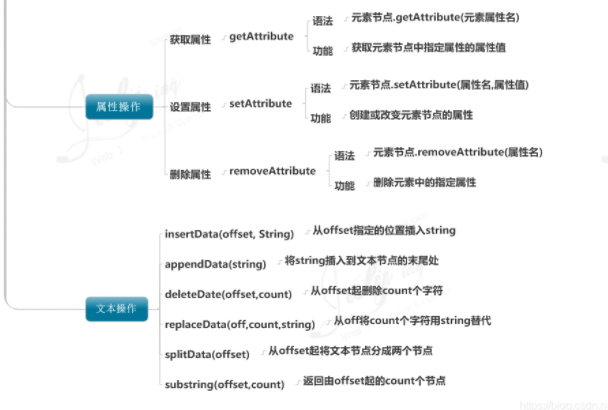 属性操作
获取属性 getAttribute
语法 元素节点.getAttribute(元素属性名)
功能 获取元素节点中指定属性的属性值
设置属性 setAttribute
语法 元素节点.setAttribute(属性名,属性值)
功能 创建或改变元素节点的属性
删除属性 removeAttribute
语法 元素节点.removeAttribute(属性名)
功能 删除元素中的指定属性
文本操作
insertData(offset, String) 从offset指定的位置插入string
appendData(string) 将string插入到文本节点的末尾处
deleteDate(offset,count) 从offset起删除count个字符
replaceData(off,count,string) 从off将count个字符用string替代
splitData(offset) 从offset起将文本节点分成两个节点
substring(offset,count) 返回由offset起的count个节点